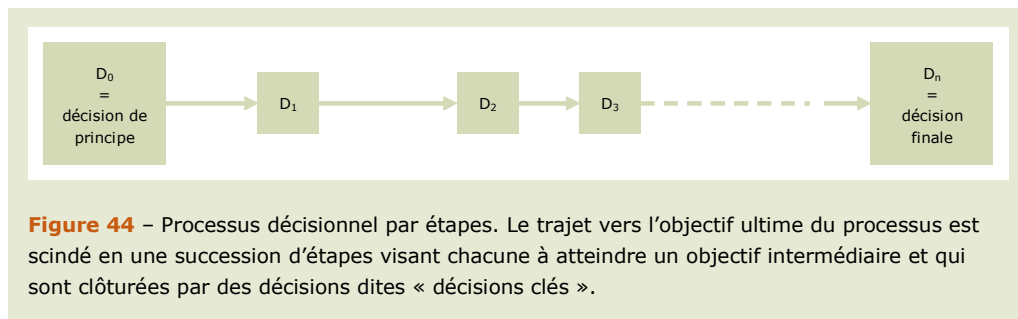 D₀
=
décision de
principe
D₁
D₂
D₃
Dₙ
=
décision
finale
Figure 44 – Processus décisionnel par étapes. Le trajet vers l’objectif ultime du processus est
scindé en une succession d’étapes visant chacune à atteindre un objectif intermédiaire et qui
sont clôturées par des décisions dites « décisions clés ».